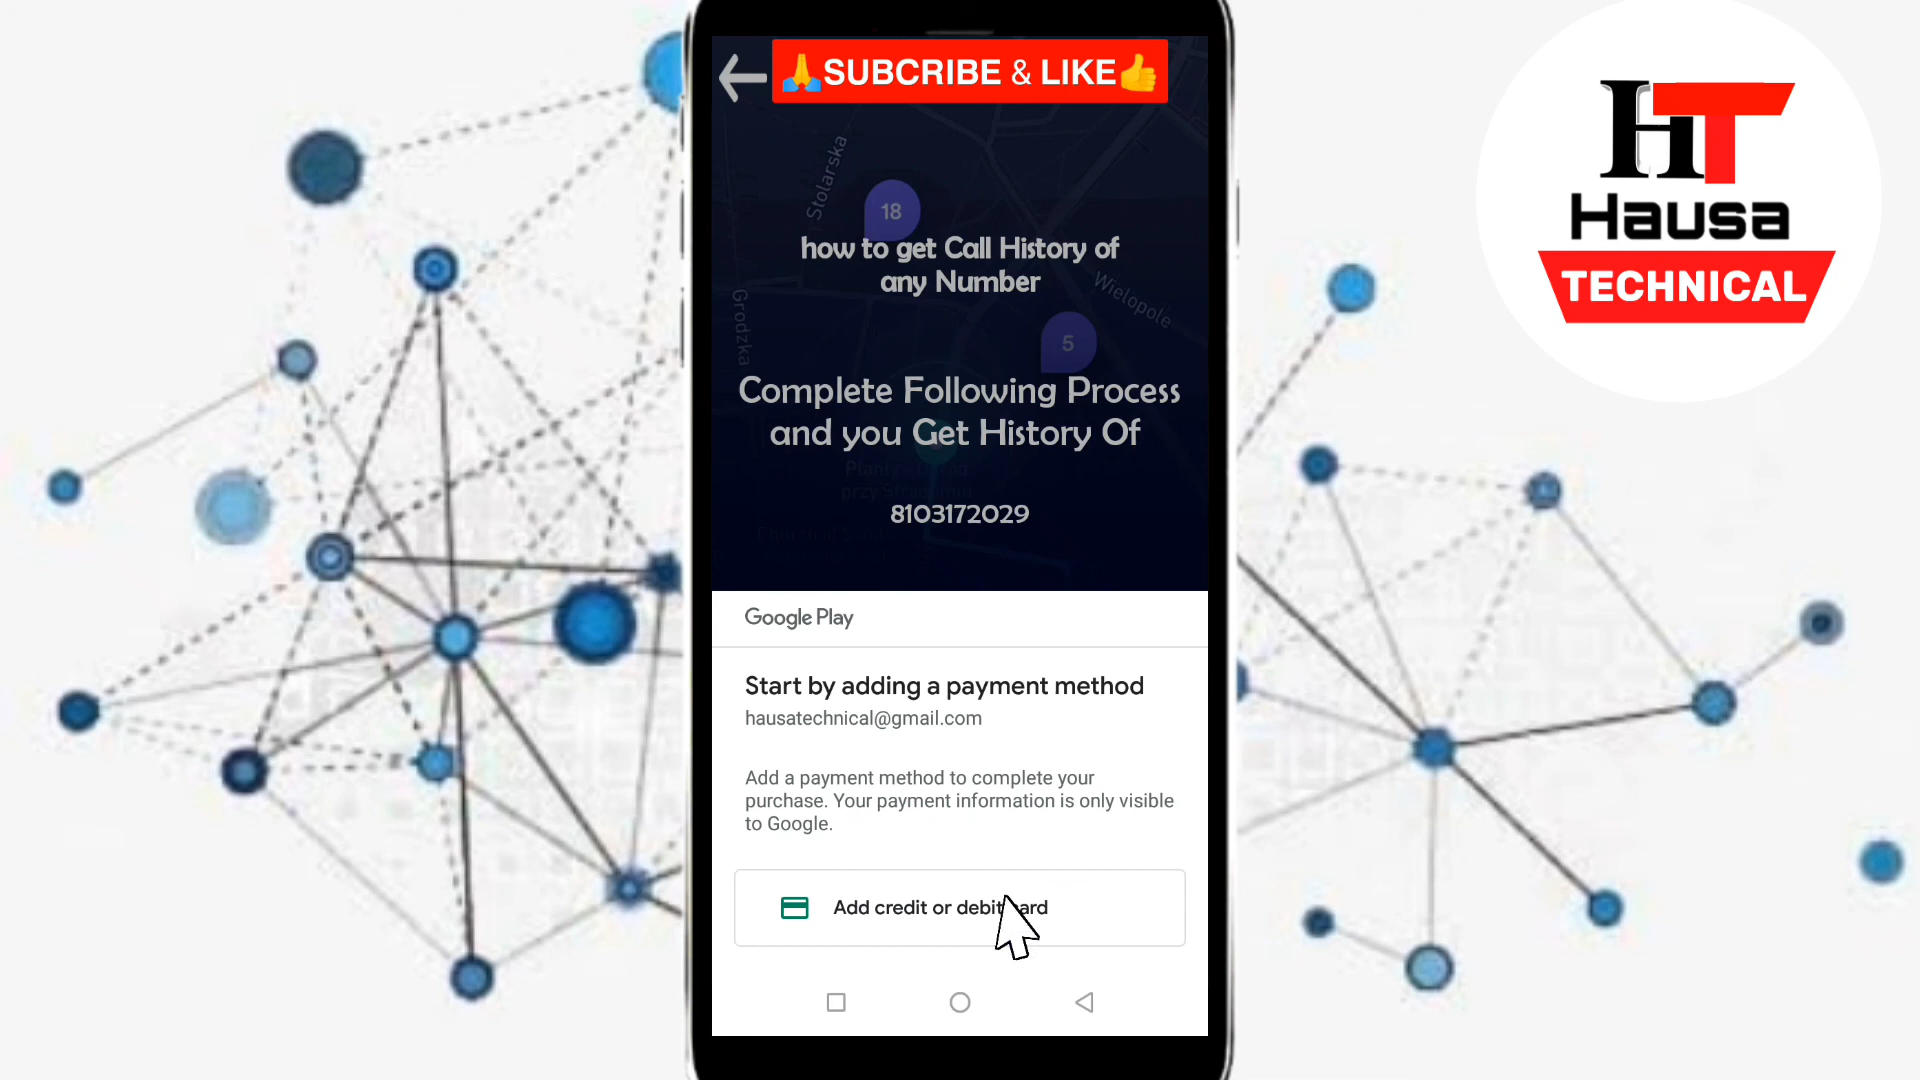 🙏SUBCRIBE & LIKE👍
HT
Hausa
TECHNICAL
Stolarska
18
how to get Call History of
any Number
Wielopole
Grodzka
5
Complete Following Process
and you Get History Of
8103172029
Google Play
Start by adding a payment method
hausatechnical@gmail.com
Add a payment method to complete your
purchase. Your payment information is only visible
to Google.
Add credit or debit card